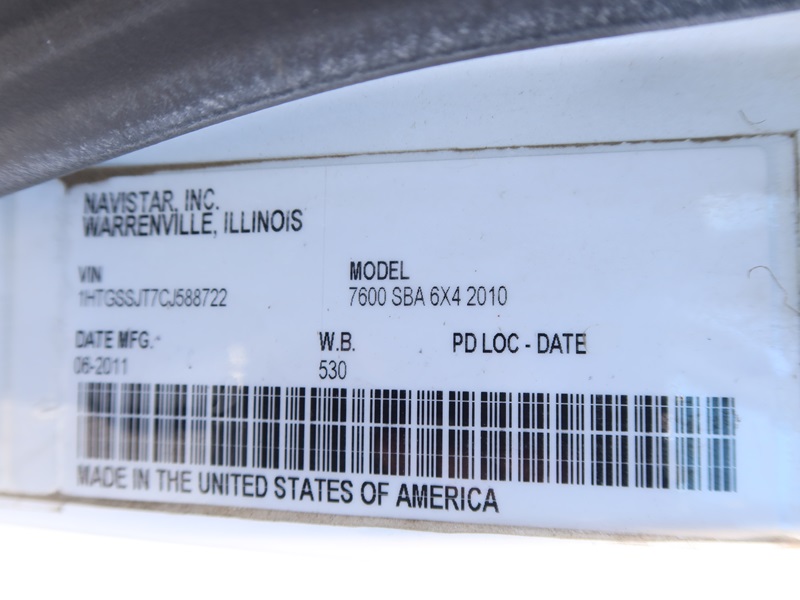 NAVISTAR, INC.
WARRENVILLE, ILLINOIS
VIN MODEL
1HTGSSJT7CJ588722 7600 SBA 6X4 2010
DATE MFG. W.B. PD LOC - DATE
06-2011 530
MADE IN THE UNITED STATES OF AMERICA